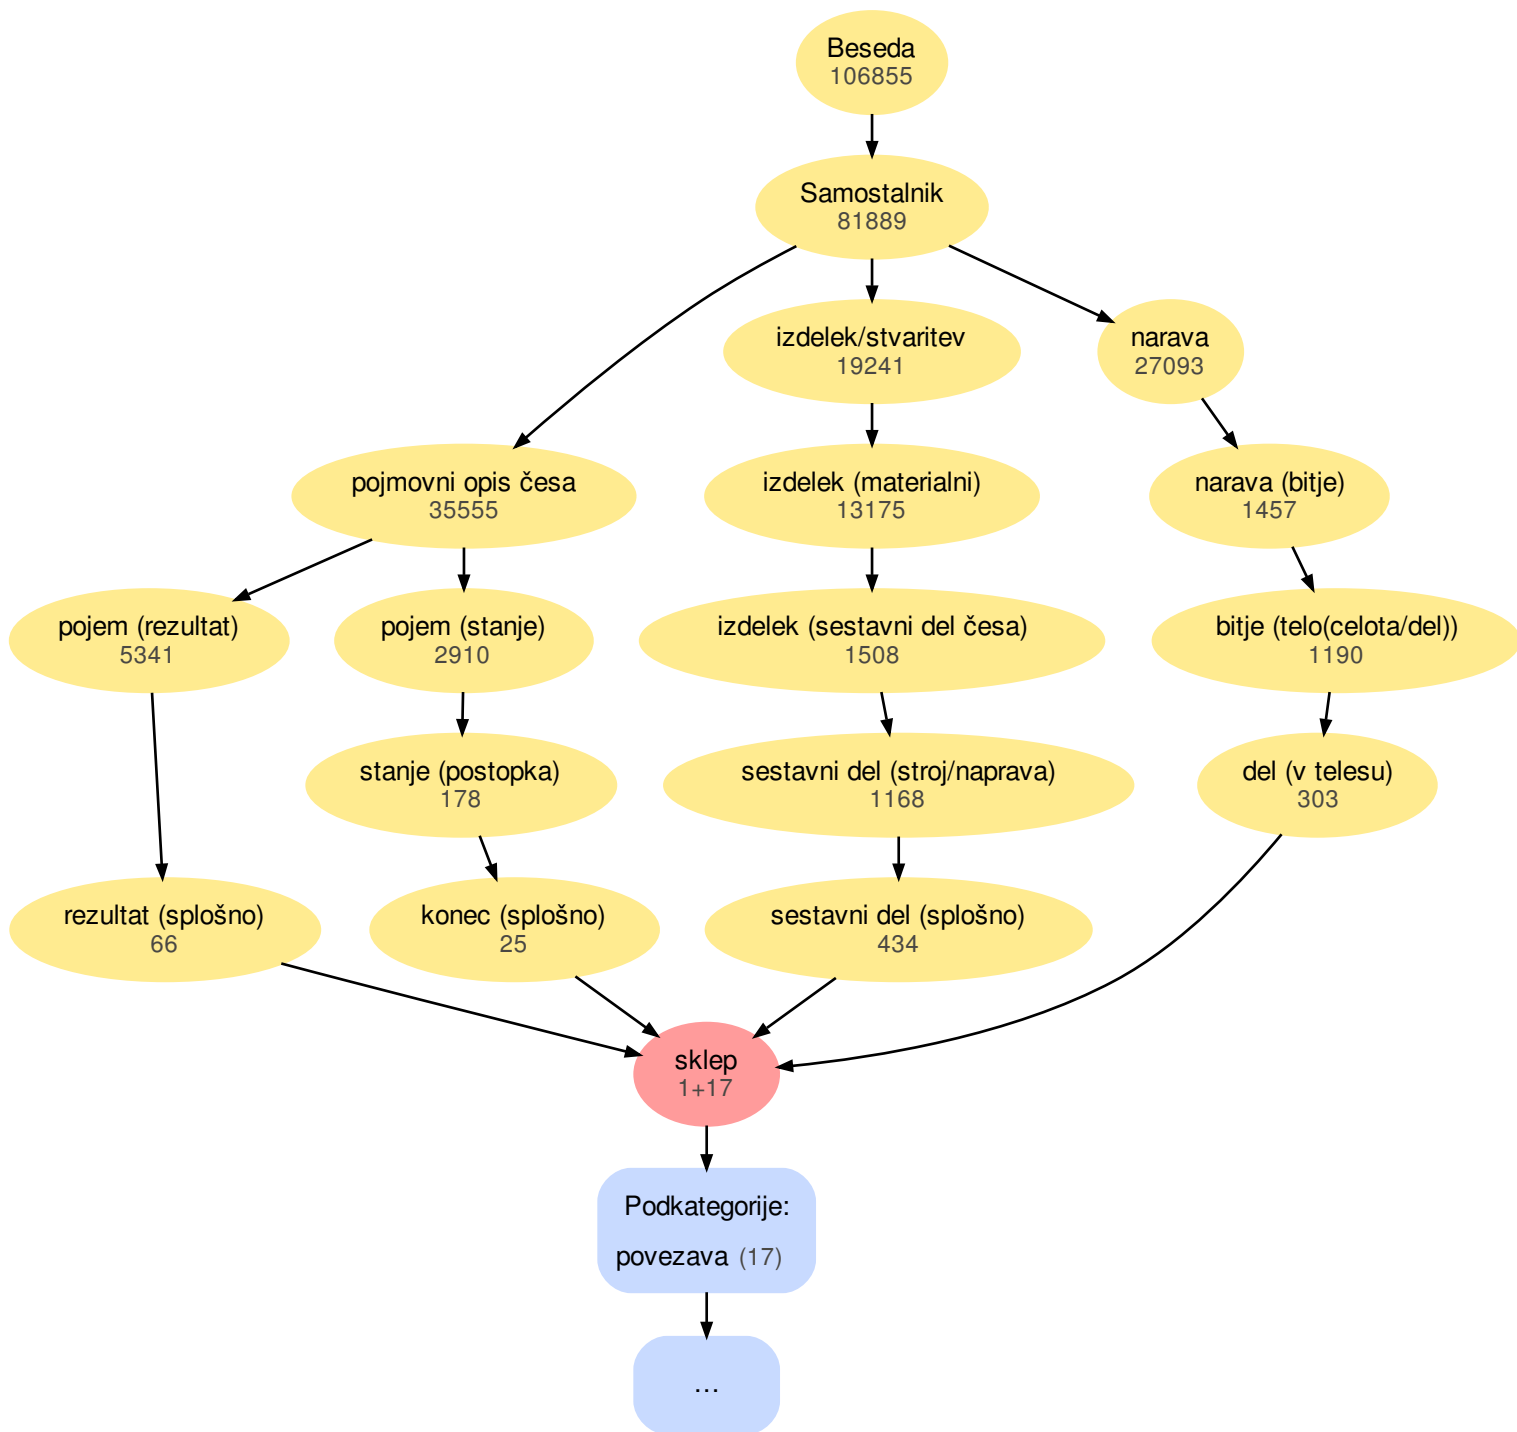 Beseda
106855
Samostalnik
81889
izdelek/stvaritev
19241
narava
27093
pojmovni opis česa
35555
izdelek (materialni)
13175
narava (bitje)
1457
pojem (rezultat)
5341
pojem (stanje)
2910
izdelek (sestavni del česa)
1508
bitje (telo(celota/del))
1190
stanje (postopka)
178
sestavni del (stroj/naprava)
1168
del (v telesu)
303
rezultat (splošno)
66
konec (splošno)
25
sestavni del (splošno)
434
sklep
1+17
Podkategorije:
povezava (17)
...